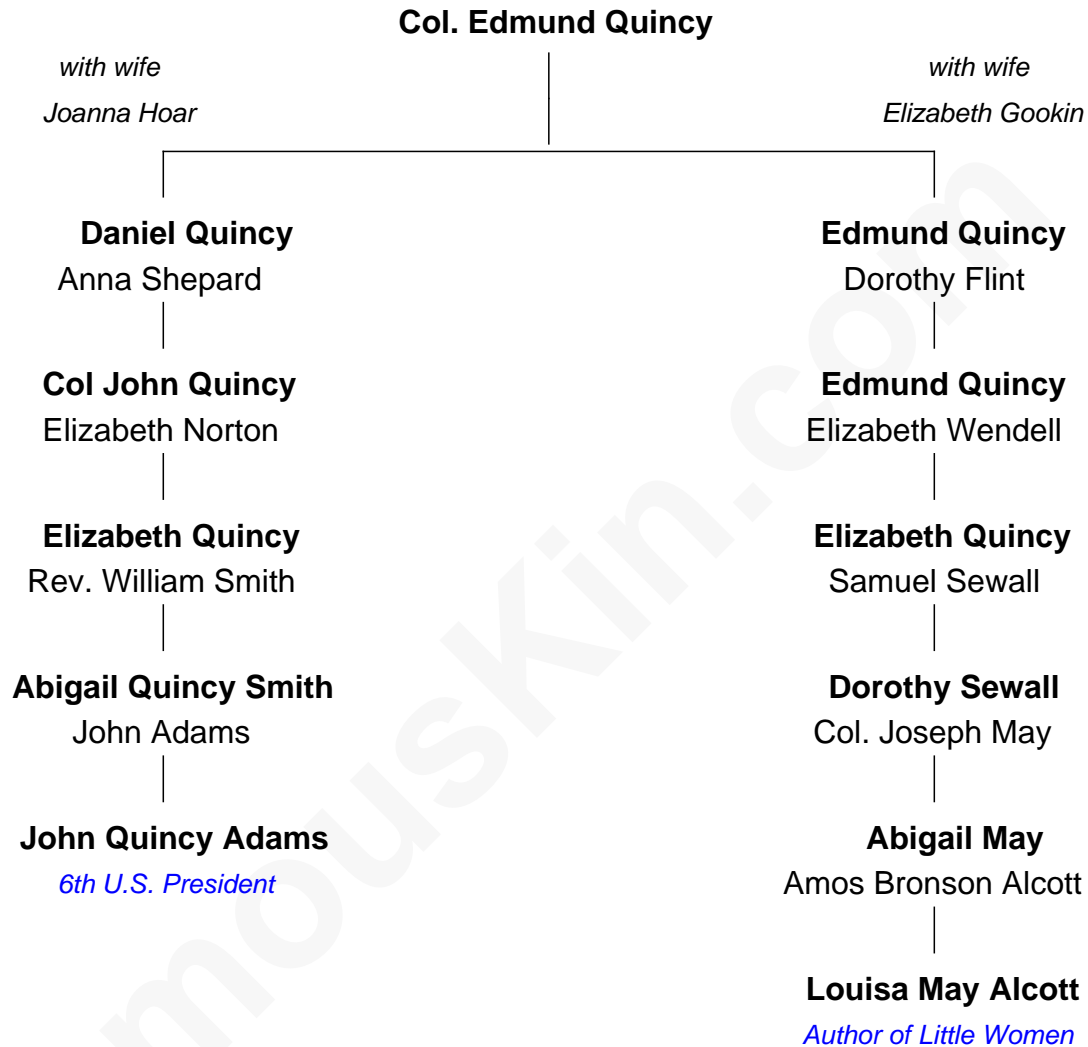 Col. Edmund Quincy
with wife
Joanna Hoar
with wife
Elizabeth Gookin
Daniel Quincy
Anna Shepard
Edmund Quincy
Dorothy Flint
Col John Quincy
Elizabeth Norton
Edmund Quincy
Elizabeth Wendell
Elizabeth Quincy
Rev. William Smith
Elizabeth Quincy
Samuel Sewall
Abigail Quincy Smith
John Adams
Dorothy Sewall
Col. Joseph May
John Quincy Adams
6th U.S. President
Abigail May
Amos Bronson Alcott
Louisa May Alcott
Author of Little Women
mousKin.com